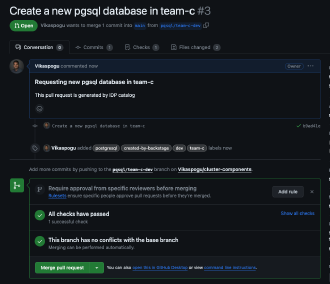 Create a new pgsql database in team-c #3
Open Vikaspogu wants to merge 1 commit into main from pgsql/team-c-dev
Conversation 0 Commits 1 Checks 1 Files changed 3
Vikaspogu commented now Owner
Requesting new pgsql database in team-c
This pull request is generated by IDP catalog
Create a new pgsql database in team-c
Vikaspogu added postgresql created-by-backstage dev team-c labels now
Add more commits by pushing to the pgsql/team-c-dev branch on Vikaspogu/cluster-components.
Require approval from specific reviewers before merging
Rulesets ensure specific people approve pull requests before they're merged.
Add rule
All checks have passed
1 successful check
Show all checks
This branch has no conflicts with the base branch
Merging can be performed automatically.
Merge pull request You can also open this in GitHub Desktop or view command line instructions.